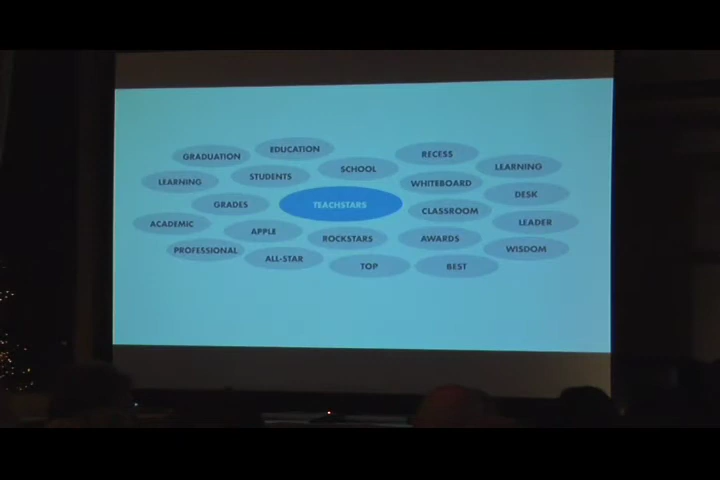 EDUCATION
GRADUATION
RECESS
SCHOOL
LEARNING
STUDENTS
LEARNING
WHITEBOARD
DESK
GRADES
TEACHSTARS
CLASSROOM
ACADEMIC
LEADER
APPLE
ROCKSTARS
AWARDS
PROFESSIONAL
WISDOM
ALL-STAR
TOP
BEST